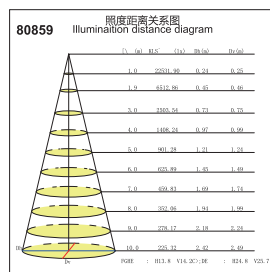 照度距离关系图
80859 Illuminaition distance diagram
(m) (lx) Dh(m) Dv(m)
1.0 22531.90 0.24 0.25
1.9 6512.86 0.45 0.46
3.0 2503.54 0.73 0.75
4.0 1408.24 0.97 0.99
5.0 901.28 1.21 1.24
6.0 625.89 1.45 1.49
7.0 459.83 1.69 1.74
8.0 352.06 1.94 1.99
9.0 278.17 2.18 2.24
10.0 225.32 2.42 2.49
Dh
Dv
H13.8 V14.2 H24.8 V25.7